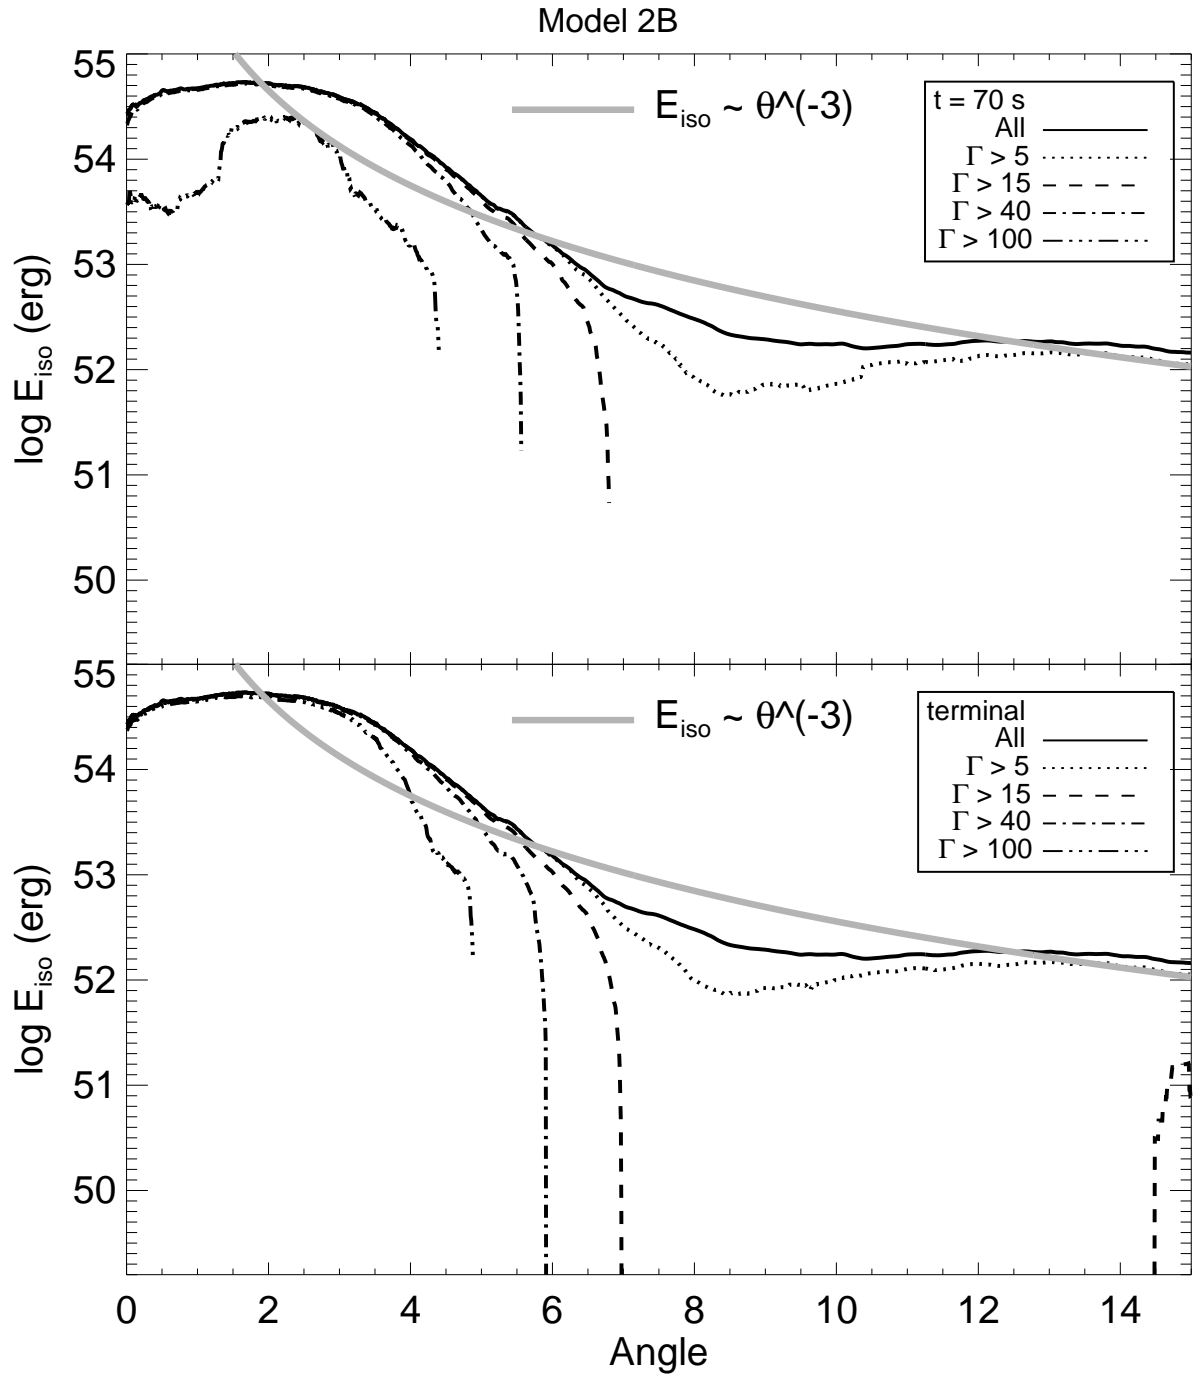 Model 2B
55
54
53
52
51
50
log E_iso (erg)
E_iso ~ θ^(-3)
t = 70 s
All
Γ > 5
Γ > 15
Γ > 40
Γ > 100
55
54
53
52
51
50
log E_iso (erg)
E_iso ~ θ^(-3)
terminal
All
Γ > 5
Γ > 15
Γ > 40
Γ > 100
0 2 4 6 8 10 12 14
Angle